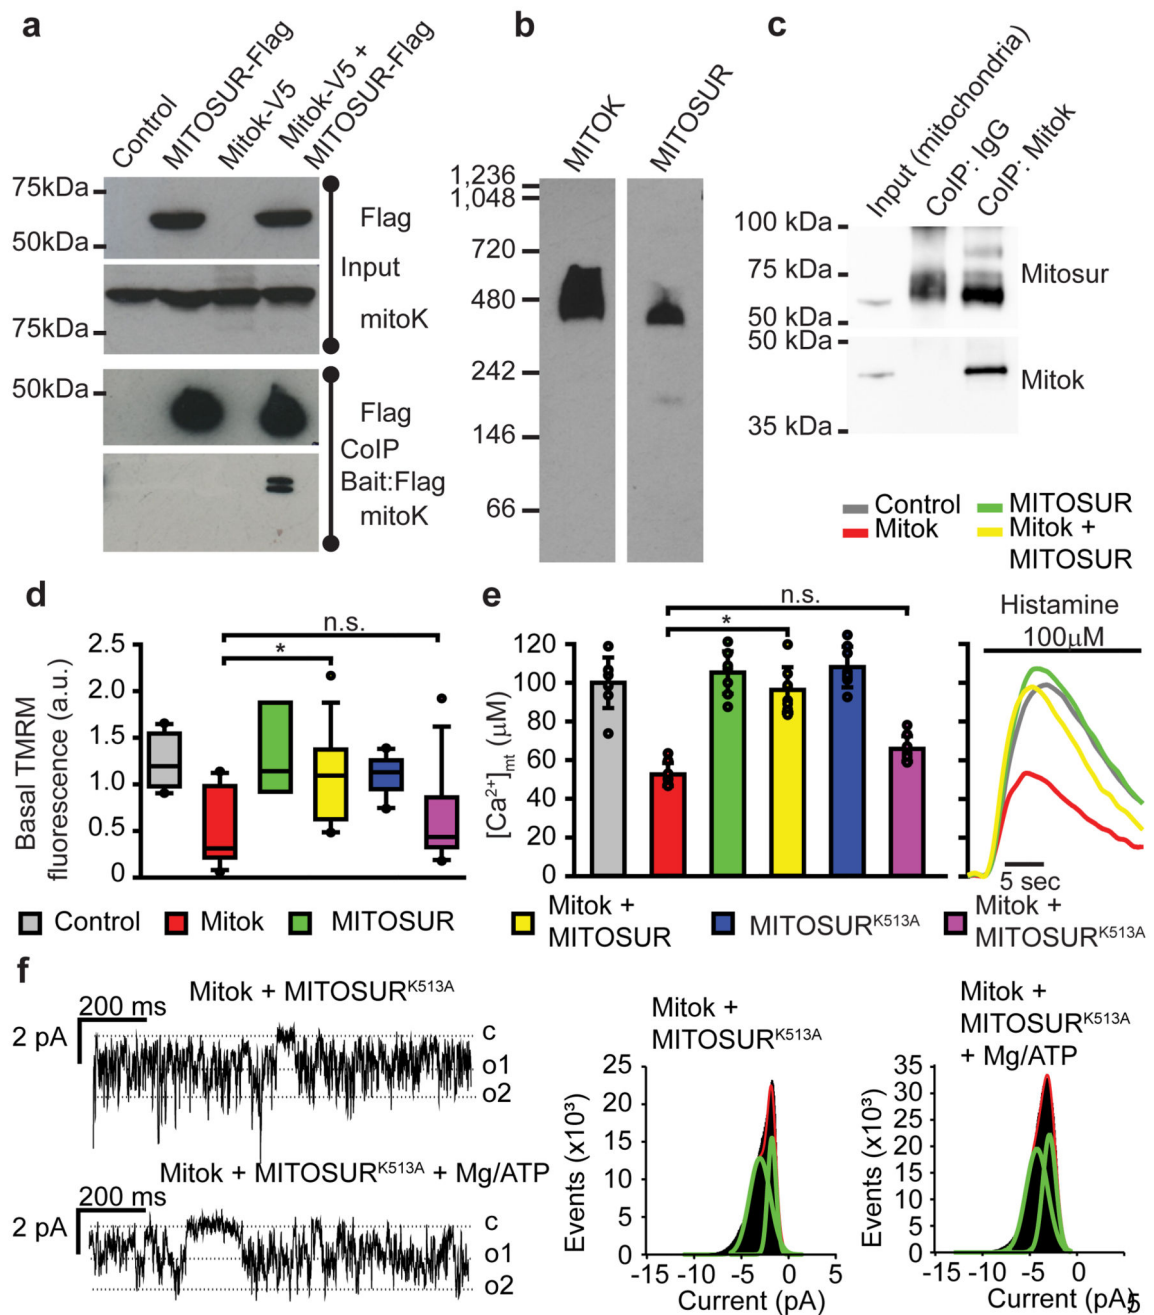 a
Control
MITOSUR-Flag
Mitok-V5
Mitok-V5 +
MITOSUR-Flag
75kDa
50kDa
75kDa
50kDa
Flag
Input
mitoK
Flag
CoIP
Bait:Flag
mitoK
b
MITOK
MITOSUR
1,236
1,048
720
480
242
146
66
c
Input (mitochondria)
CoIP: IgG
CoIP: Mitok
100 kDa
75 kDa
50 kDa
50 kDa
35 kDa
Mitosur
Mitok
Control
Mitok
MITOSUR
Mitok +
MITOSUR
d
Basal TMRM
fluorescence (a.u.)
2.5
2.0
1.5
1.0
0.5
0
*
n.s.
e
[Ca²⁺]mt (μM)
120
100
80
60
40
20
0
*
n.s.
Histamine
100μM
5 sec
Control
Mitok
MITOSUR
Mitok +
MITOSUR
MITOSURᴷ⁵¹³ᴬ
Mitok +
MITOSURᴷ⁵¹³ᴬ
f
Mitok + MITOSURᴷ⁵¹³ᴬ
200 ms
2 pA
c
o1
o2
Mitok + MITOSURᴷ⁵¹³ᴬ + Mg/ATP
200 ms
2 pA
c
o1
o2
Mitok +
MITOSURᴷ⁵¹³ᴬ
Events (x10³)
25
20
15
10
5
0
-15 -10 -5 0 5
Current (pA)
Mitok +
MITOSURᴷ⁵¹³ᴬ
+ Mg/ATP
Events (x10³)
35
30
25
20
15
10
5
0
-15 -10 -5 0 5
Current (pA)